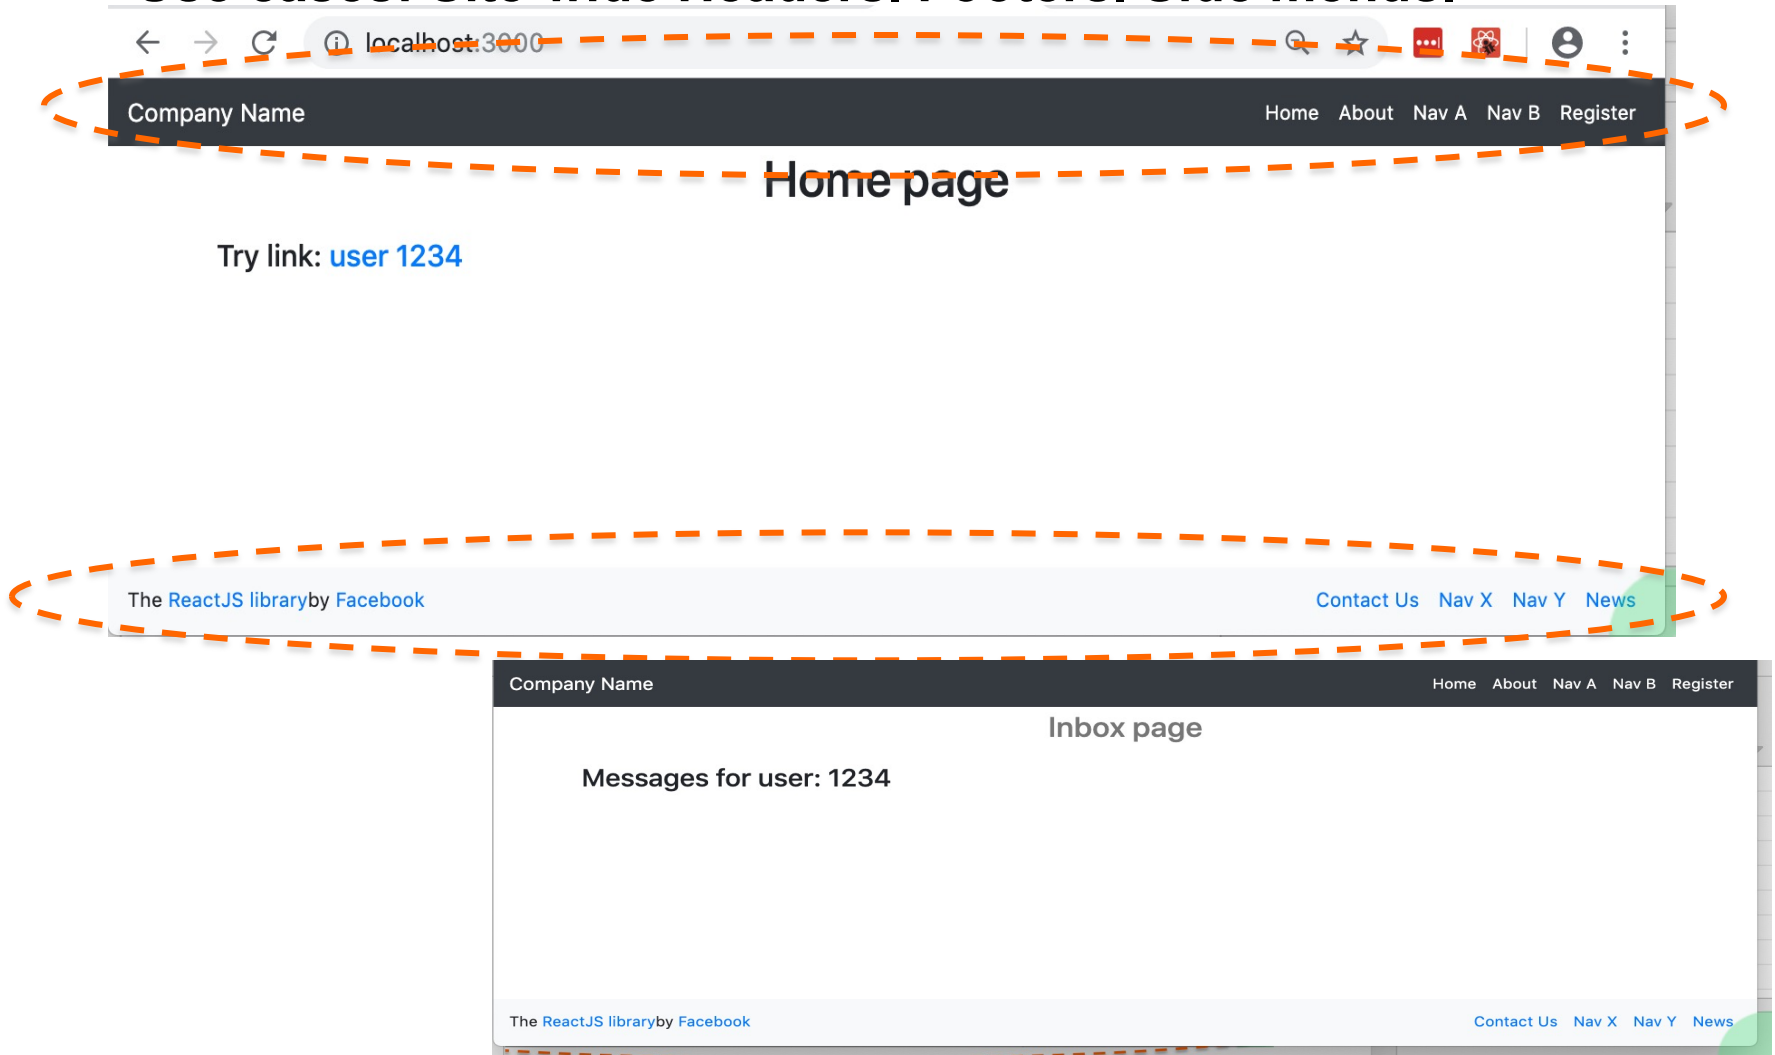 localhost:3000
Company Name Home About Nav A Nav B Register
Home page
Try link: user 1234
The ReactJS libraryby Facebook Contact Us Nav X Nav Y News
Company Name Home About Nav A Nav B Register
Inbox page
Messages for user: 1234
The ReactJS libraryby Facebook Contact Us Nav X Nav Y News